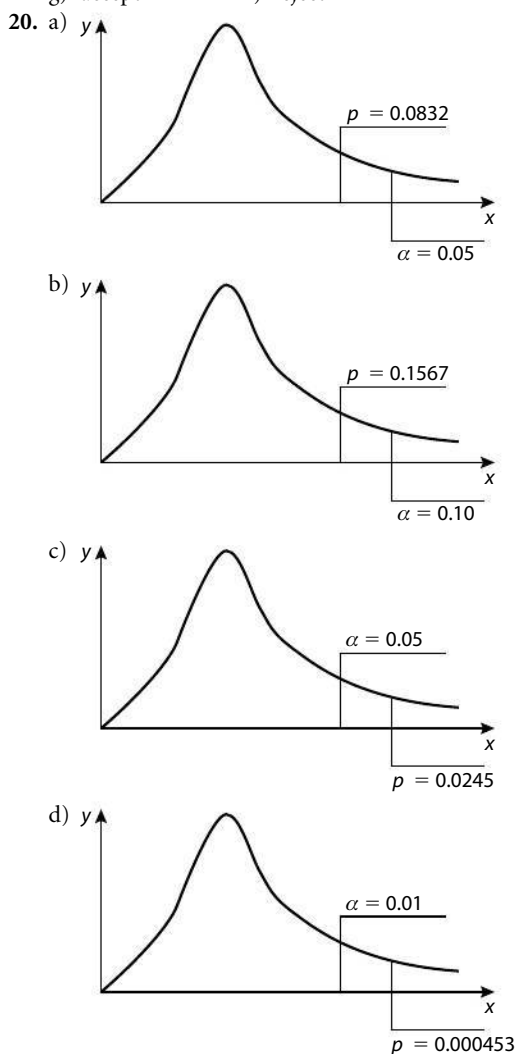 20. a) y
p = 0.0832
x
α = 0.05
b) y
p = 0.1567
x
α = 0.10
c) y
α = 0.05
x
p = 0.0245
d) y
α = 0.01
x
p = 0.000453